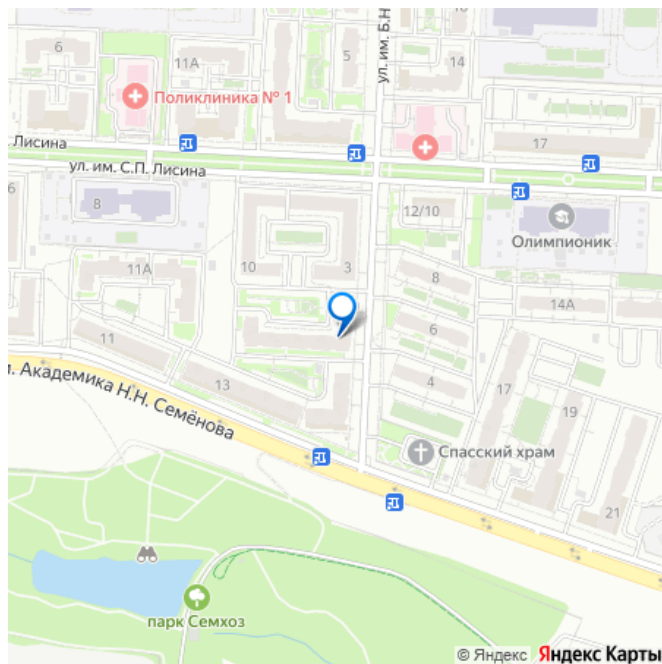 6
11А
5
ул. им. Б.Н
14
Поликлиника № 1
17
Лисина
ул. им. С.П. Лисина
6
8
12/10
Олимпионик
11А
10
3
8
14А
11
6
13
4
17
19
и. Академика Н.Н. Семёнова
Спасский храм
21
парк Семхоз
© Яндекс Яндекс Карты